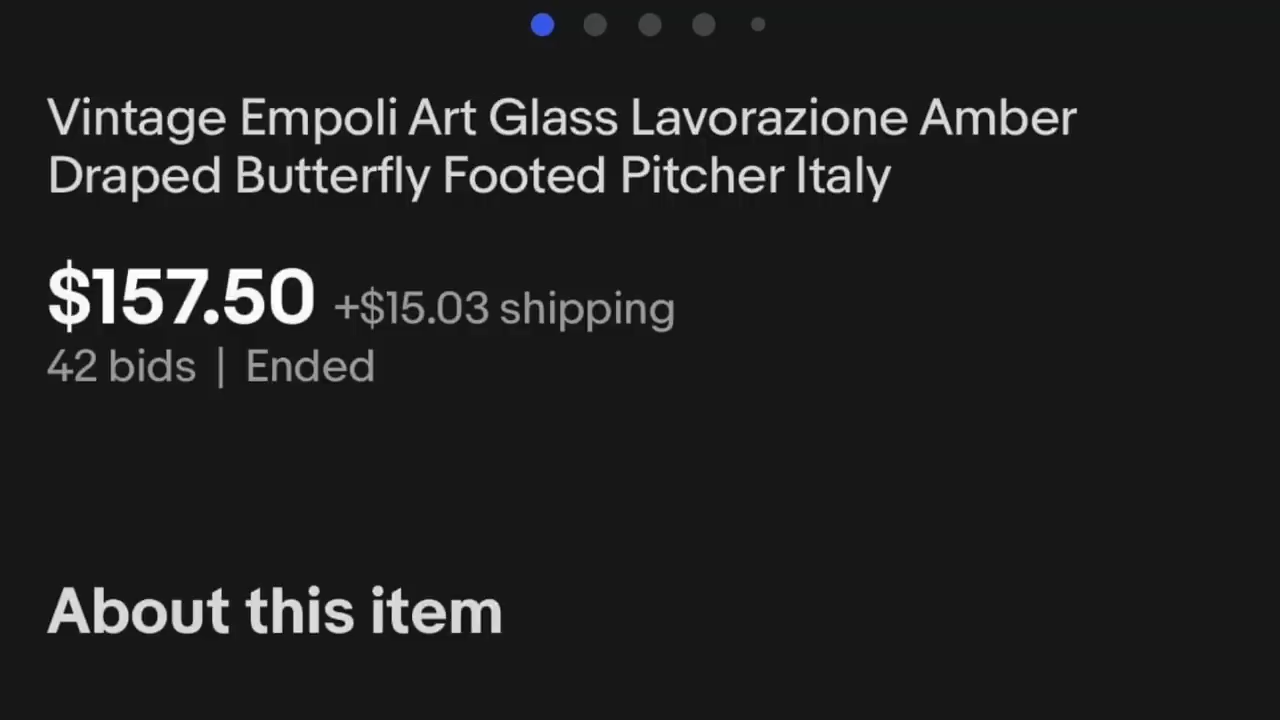 Vintage Empoli Art Glass Lavorazione Amber
Draped Butterfly Footed Pitcher Italy
$157.50 +$15.03 shipping
42 bids | Ended
About this item